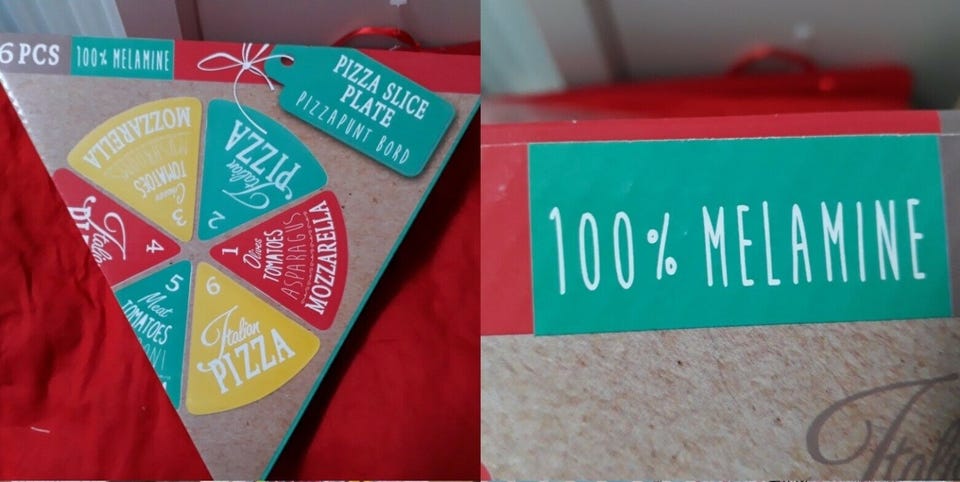 6 PCS
100% MELAMINE
PIZZA SLICE
PLATE
PIZZAPUNT BORD
MOZZARELLA
TOMATOES
3
Italian
PIZZA
2
1
Olives
TOMATOES
ASPARAGUS
MOZZARELLA
4
5
Meat
TOMATOES
6
Italian
PIZZA
100% MELAMINE